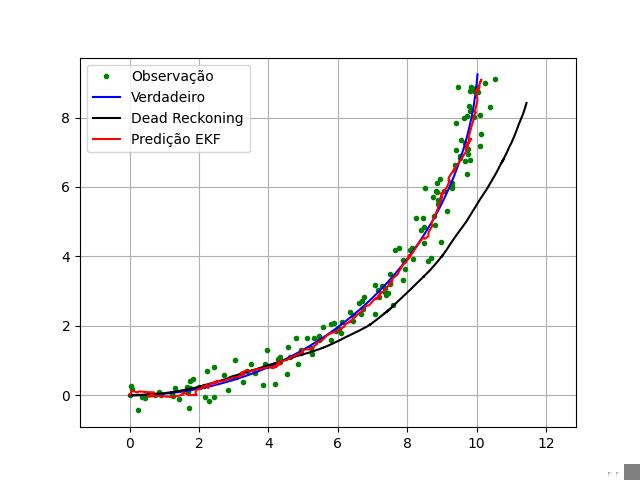 Observação
Verdadeiro
Dead Reckoning
Predição EKF
8
6
4
2
0
0 2 4 6 8 10 12